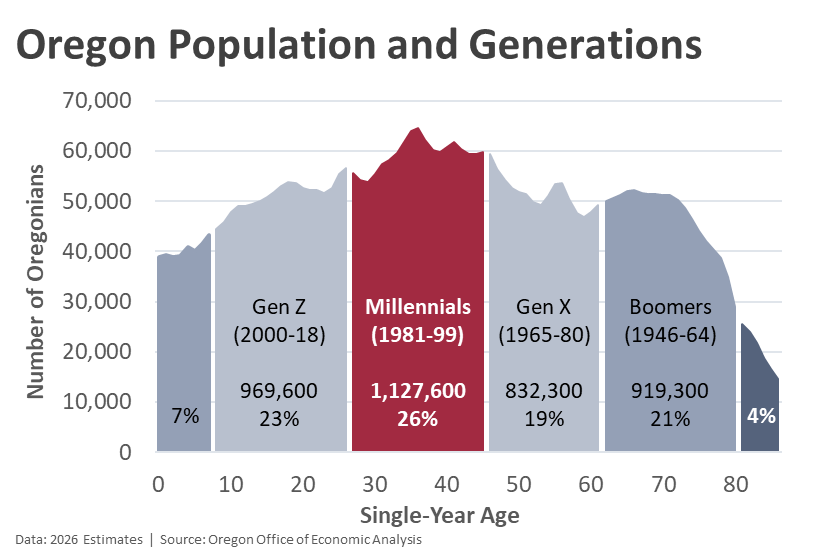 Oregon Population and Generations
Number of Oregonians
70,000
60,000
50,000
40,000
30,000
20,000
10,000
0
7%
Gen Z
(2000-18)
969,600
23%
Millennials
(1981-99)
1,127,600
26%
Gen X
(1965-80)
832,300
19%
Boomers
(1946-64)
919,300
21%
4%
0 10 20 30 40 50 60 70 80
Single-Year Age
Data: 2026 Estimates | Source: Oregon Office of Economic Analysis